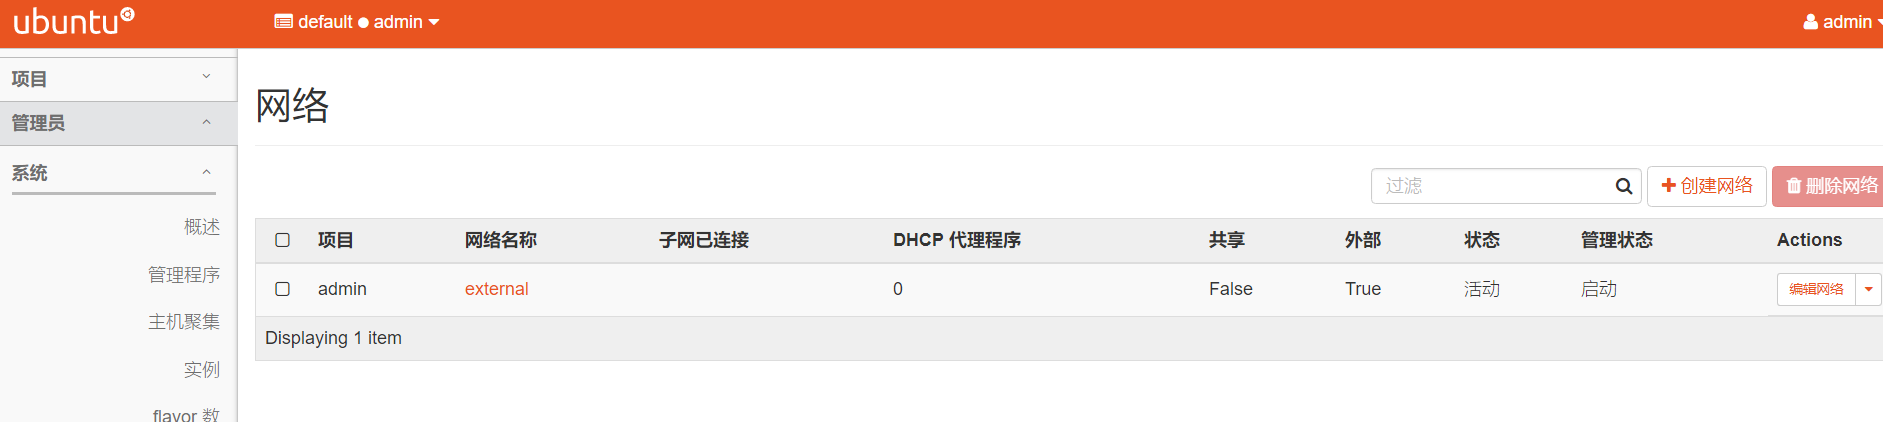 ubuntu
default admin
admin
项目
管理员
系统
概述
管理程序
主机聚集
实例
flavor 数
网络
过滤
创建网络
删除网络
项目 网络名称 子网已连接 DHCP 代理程序 共享 外部 状态 管理状态 Actions
admin external 0 False True 活动 启动 编辑网络
Displaying 1 item